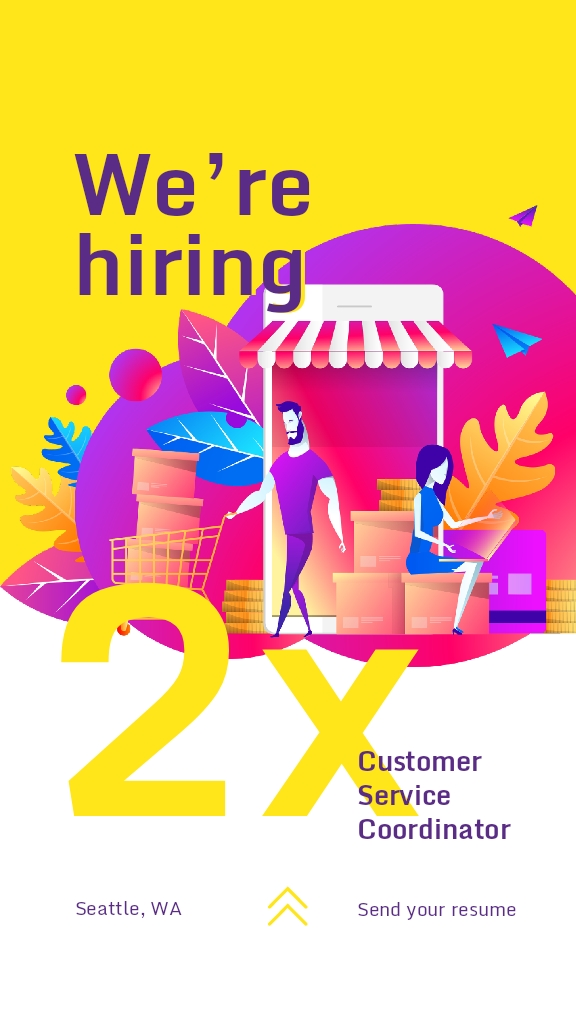 We’re
hiring
2x
Customer
Service
Coordinator
Seattle, WA
Send your resume